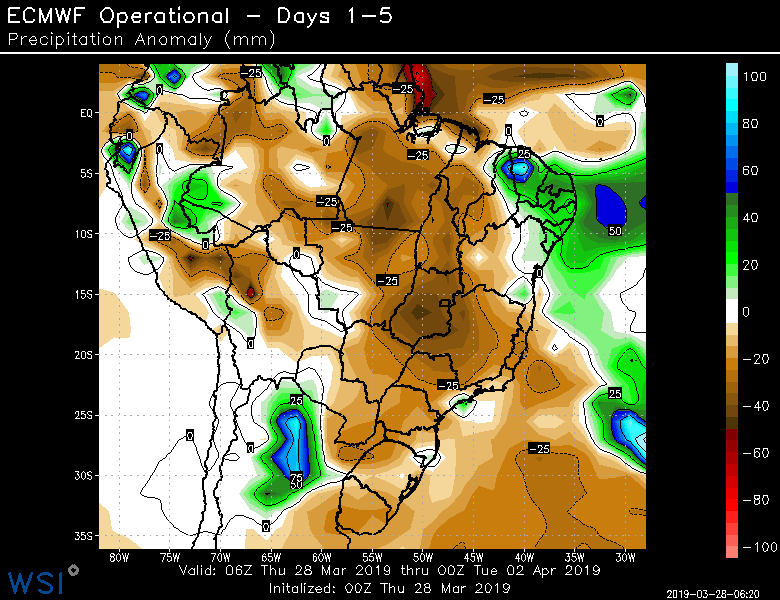 ECMWF Operational – Days 1–5
Precipitation Anomaly (mm)
-25
0
-25
-25
100
EQ
0
0
0
80
0
0
-25
25
5S
60
-25
40
-25
50
10S
-25
0
20
0
0
-25
15S
0
0
-20
20S
-25
25
25
-40
25S
0
0
-25
-60
30S
75
50
-80
35S
0
-100
80W 75W 70W 65W 60W 55W 50W 45W 40W 35W 30W
Valid: 06Z Thu 28 Mar 2019 thru 00Z Tue 02 Apr 2019
WSI
Initalized: 00Z Thu 28 Mar 2019
2019-03-28-06:20